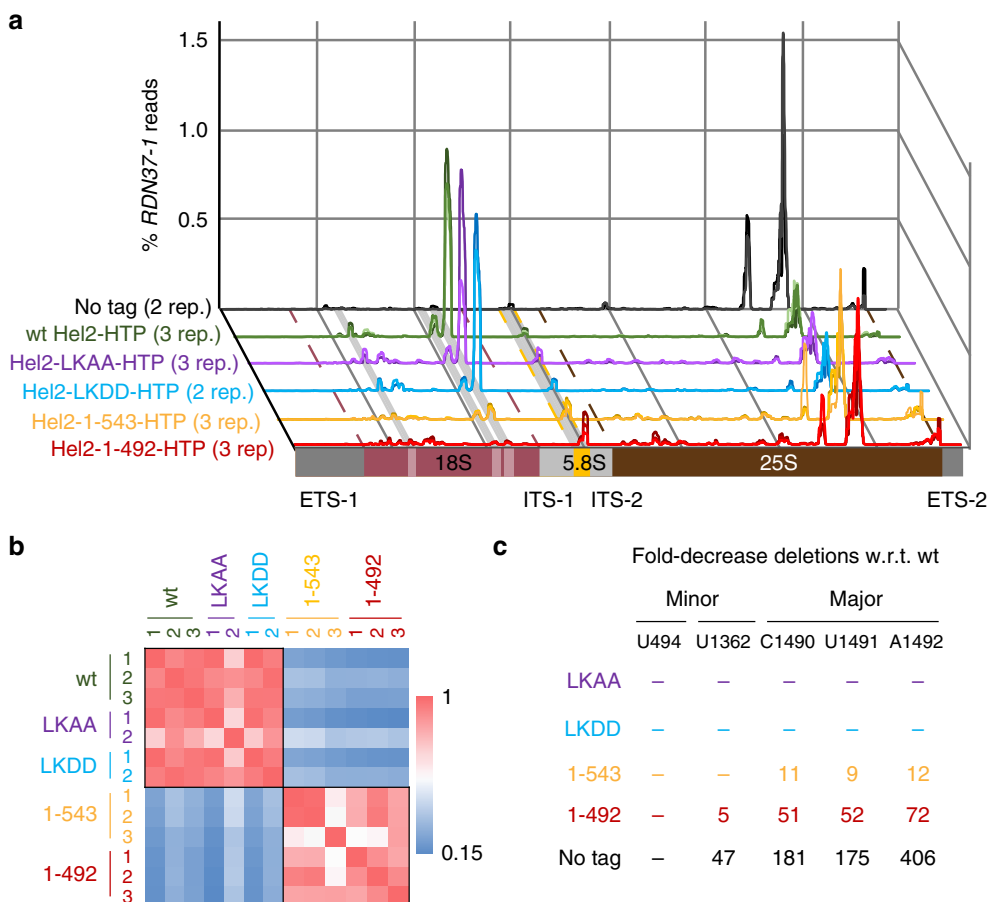 a
% RDN37-1 reads
1.5
1.0
0.5
No tag (2 rep.)
wt Hel2-HTP (3 rep.)
Hel2-LKAA-HTP (3 rep.)
Hel2-LKDD-HTP (2 rep.)
Hel2-1-543-HTP (3 rep.)
Hel2-1-492-HTP (3 rep)
18S 5.8S 25S
ETS-1 ITS-1 ITS-2 ETS-2
b
wt LKAA LKDD 1-543 1-492
1 2 3 1 2 1 2 1 2 3 1 2 3
wt 1 2 3
LKAA 1 2
LKDD 1 2
1-543 1 2 3
1-492 1 2 3
1
0.15
c
Fold-decrease deletions w.r.t. wt
Minor Major
U494 U1362 C1490 U1491 A1492
LKAA – – – – –
LKDD – – – – –
1-543 – – 11 9 12
1-492 – 5 51 52 72
No tag – 47 181 175 406